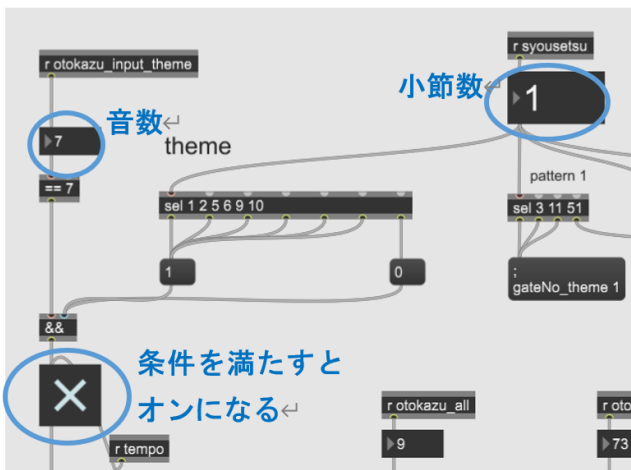 r otokazu_input_theme
r syousetsu
小節数
1
7
音数
theme
== 7
pattern 1
sel 1 2 5 6 9 10
sel 3 11 51
1
0
;
gateNo_theme 1
&&
条件を満たすと
オンになる
r otokazu_all
r oto
r tempo
9
73